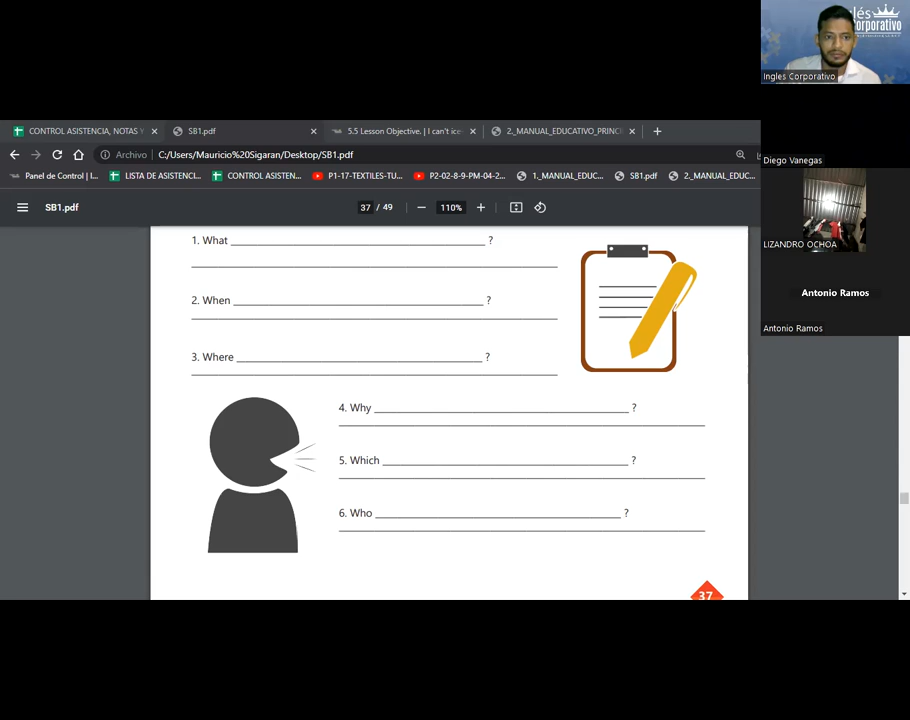 lés
Corporativo
Ingles Corporativo
CONTROL ASISTENCIA, NOTAS Y
SB1.pdf
5.5 Lesson Objective. | I can't ice-
2._MANUAL_EDUCATIVO_PRINCI
Archivo
C:/Users/Mauricio%20Sigaran/Desktop/SB1.pdf
Diego Vanegas
Panel de Control | I...
LISTA DE ASISTENCI...
CONTROL ASISTEN...
P1-17-TEXTILES-TU...
P2-02-8-9-PM-04-2...
1._MANUAL_EDUC...
SB1.pdf
2._MANUAL_EDUC...
SB1.pdf
37 / 49
110%
LIZANDRO OCHOA
Antonio Ramos
Antonio Ramos
1. What ?
2. When ?
3. Where ?
4. Why ?
5. Which ?
6. Who ?
37